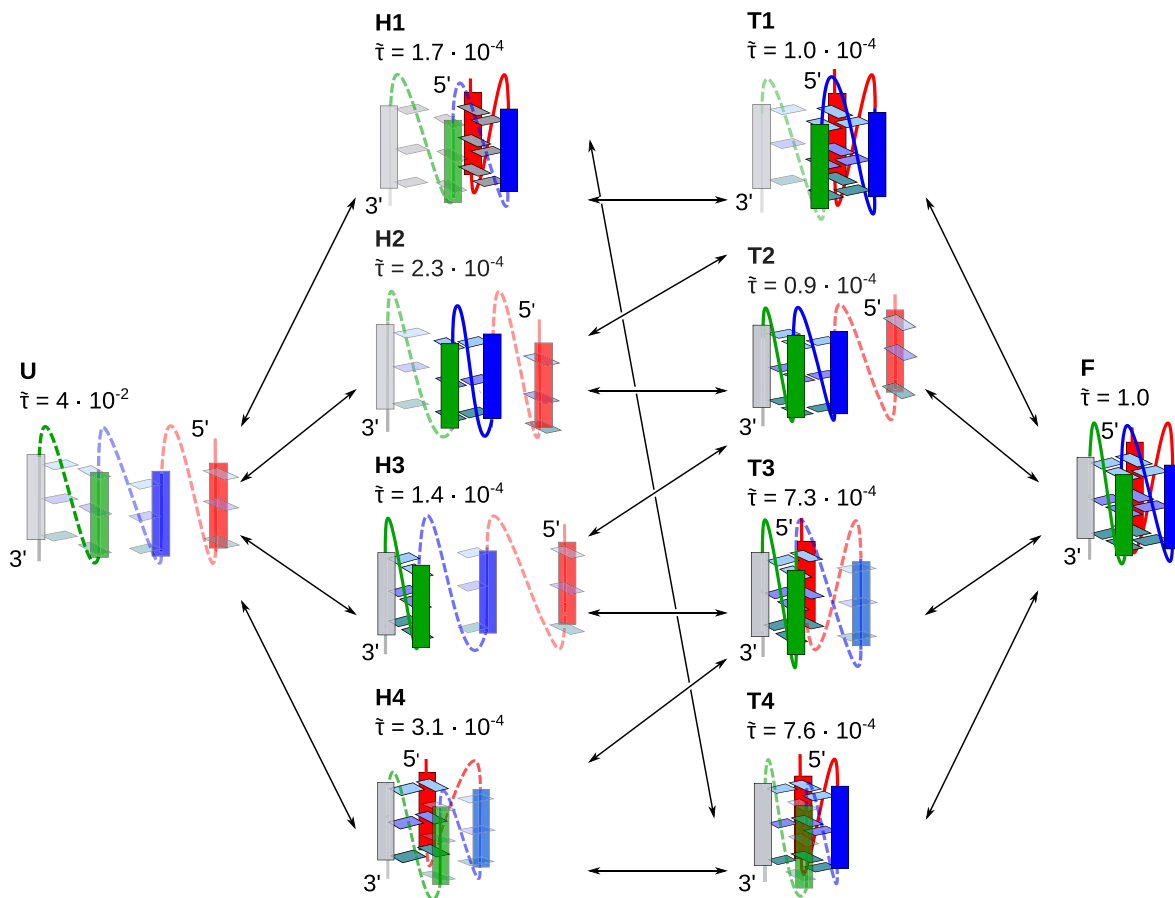 H1
τ̃ = 1.7 · 10⁻⁴
5'
3'
T1
τ̃ = 1.0 · 10⁻⁴
5'
3'
H2
τ̃ = 2.3 · 10⁻⁴
5'
3'
T2
τ̃ = 0.9 · 10⁻⁴
5'
3'
U
τ̃ = 4 · 10⁻²
5'
3'
F
τ̃ = 1.0
5'
3'
H3
τ̃ = 1.4 · 10⁻⁴
5'
3'
T3
τ̃ = 7.3 · 10⁻⁴
5'
3'
H4
τ̃ = 3.1 · 10⁻⁴
5'
3'
T4
τ̃ = 7.6 · 10⁻⁴
5'
3'